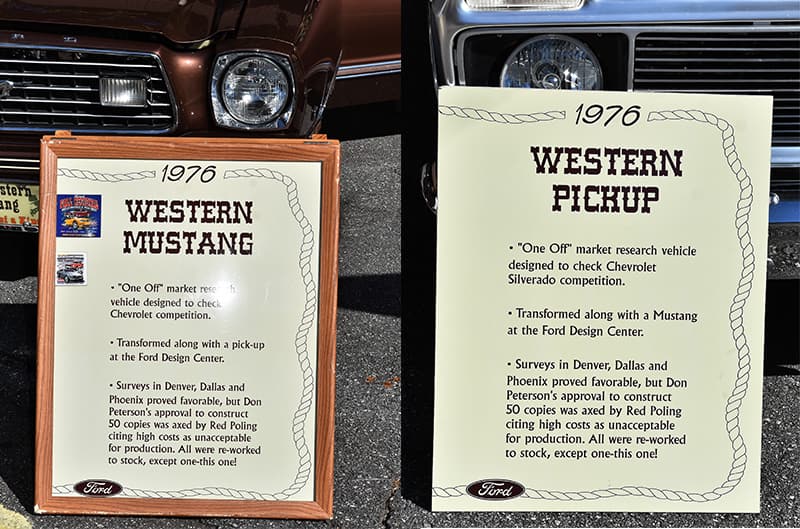 1976
WESTERN
MUSTANG
• "One Off" market research
vehicle designed to check
Chevrolet competition.
• Transformed along with a pick-up
at the Ford Design Center.
• Surveys in Denver, Dallas and
Phoenix proved favorable, but Don
Peterson's approval to construct
50 copies was axed by Red Poling
citing high costs as unacceptable
for production. All were re-worked
to stock, except one-this one!
Ford
1976
WESTERN
PICKUP
• "One Off" market research vehicle
designed to check Chevrolet
Silverado competition.
• Transformed along with a Mustang
at the Ford Design Center.
• Surveys in Denver, Dallas and
Phoenix proved favorable, but Don
Peterson's approval to construct
50 copies was axed by Red Poling
citing high costs as unacceptable
for production. All were re-worked
to stock, except one-this one!
Ford